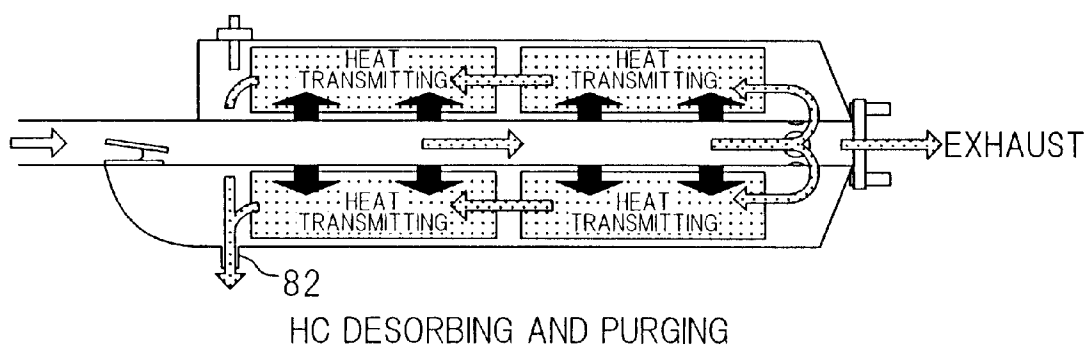 HEAT
TRANSMITTING
HEAT
TRANSMITTING
EXHAUST
HEAT
TRANSMITTING
HEAT
TRANSMITTING
82
HC DESORBING AND PURGING